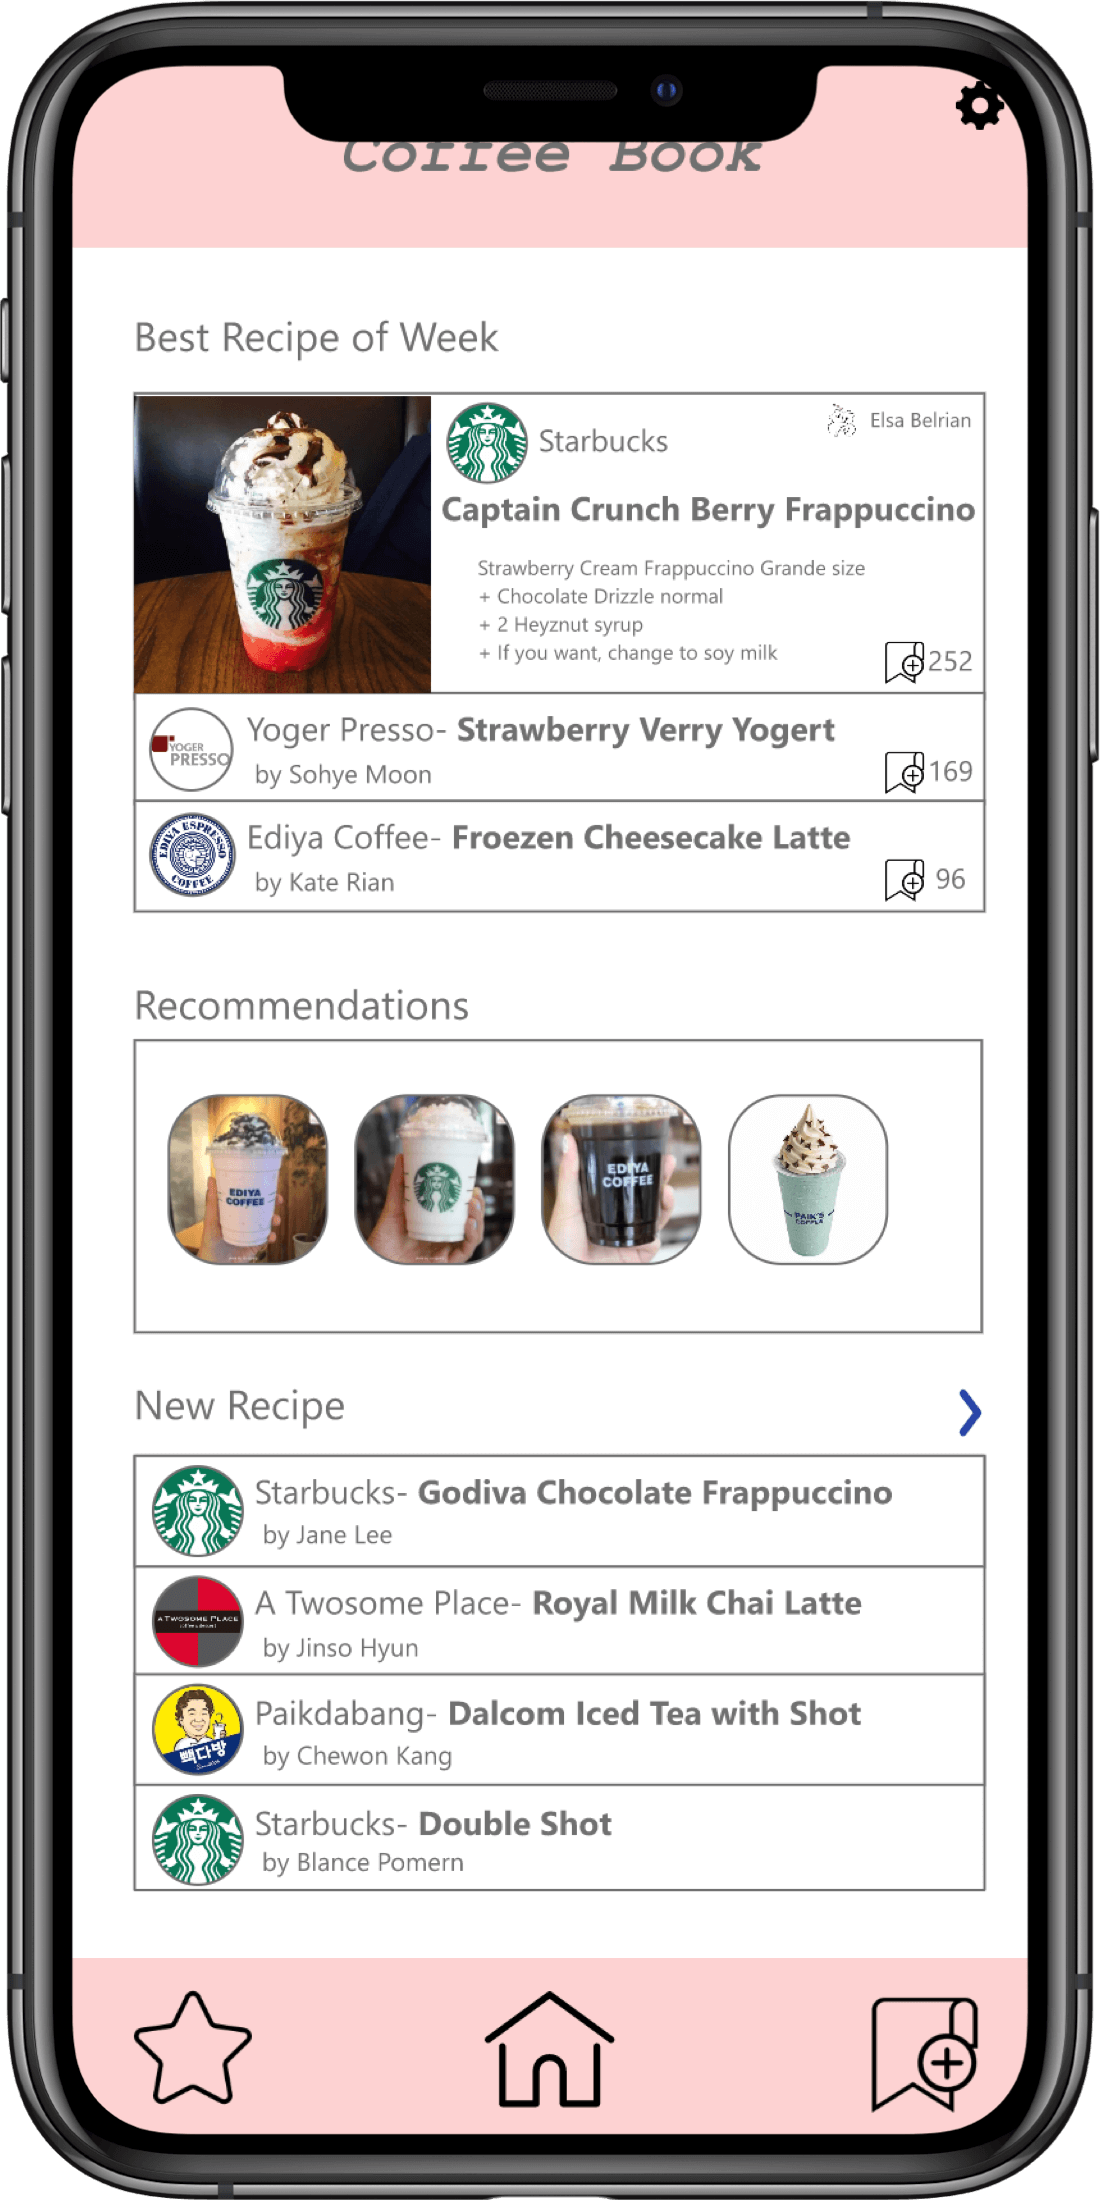 Coffee Book
Best Recipe of Week
Starbucks
Elsa Belrian
Captain Crunch Berry Frappuccino
Strawberry Cream Frappuccino Grande size
+ Chocolate Drizzle normal
+ 2 Heyznut syrup
+ If you want, change to soy milk
252
YOGER
PRESSO
Yoger Presso- Strawberry Verry Yogert
by Sohye Moon
169
EDIYA ESPRESSO
COFFEE
Ediya Coffee- Froezen Cheesecake Latte
by Kate Rian
96
Recommendations
EDIYA
COFFEE
EDIYA
COFFEE
PAIK'S
New Recipe
Starbucks- Godiva Chocolate Frappuccino
by Jane Lee
A TWOSOME PLACE
A Twosome Place- Royal Milk Chai Latte
by Jinso Hyun
빽다방
Paikdabang- Dalcom Iced Tea with Shot
by Chewon Kang
Starbucks- Double Shot
by Blance Pomern